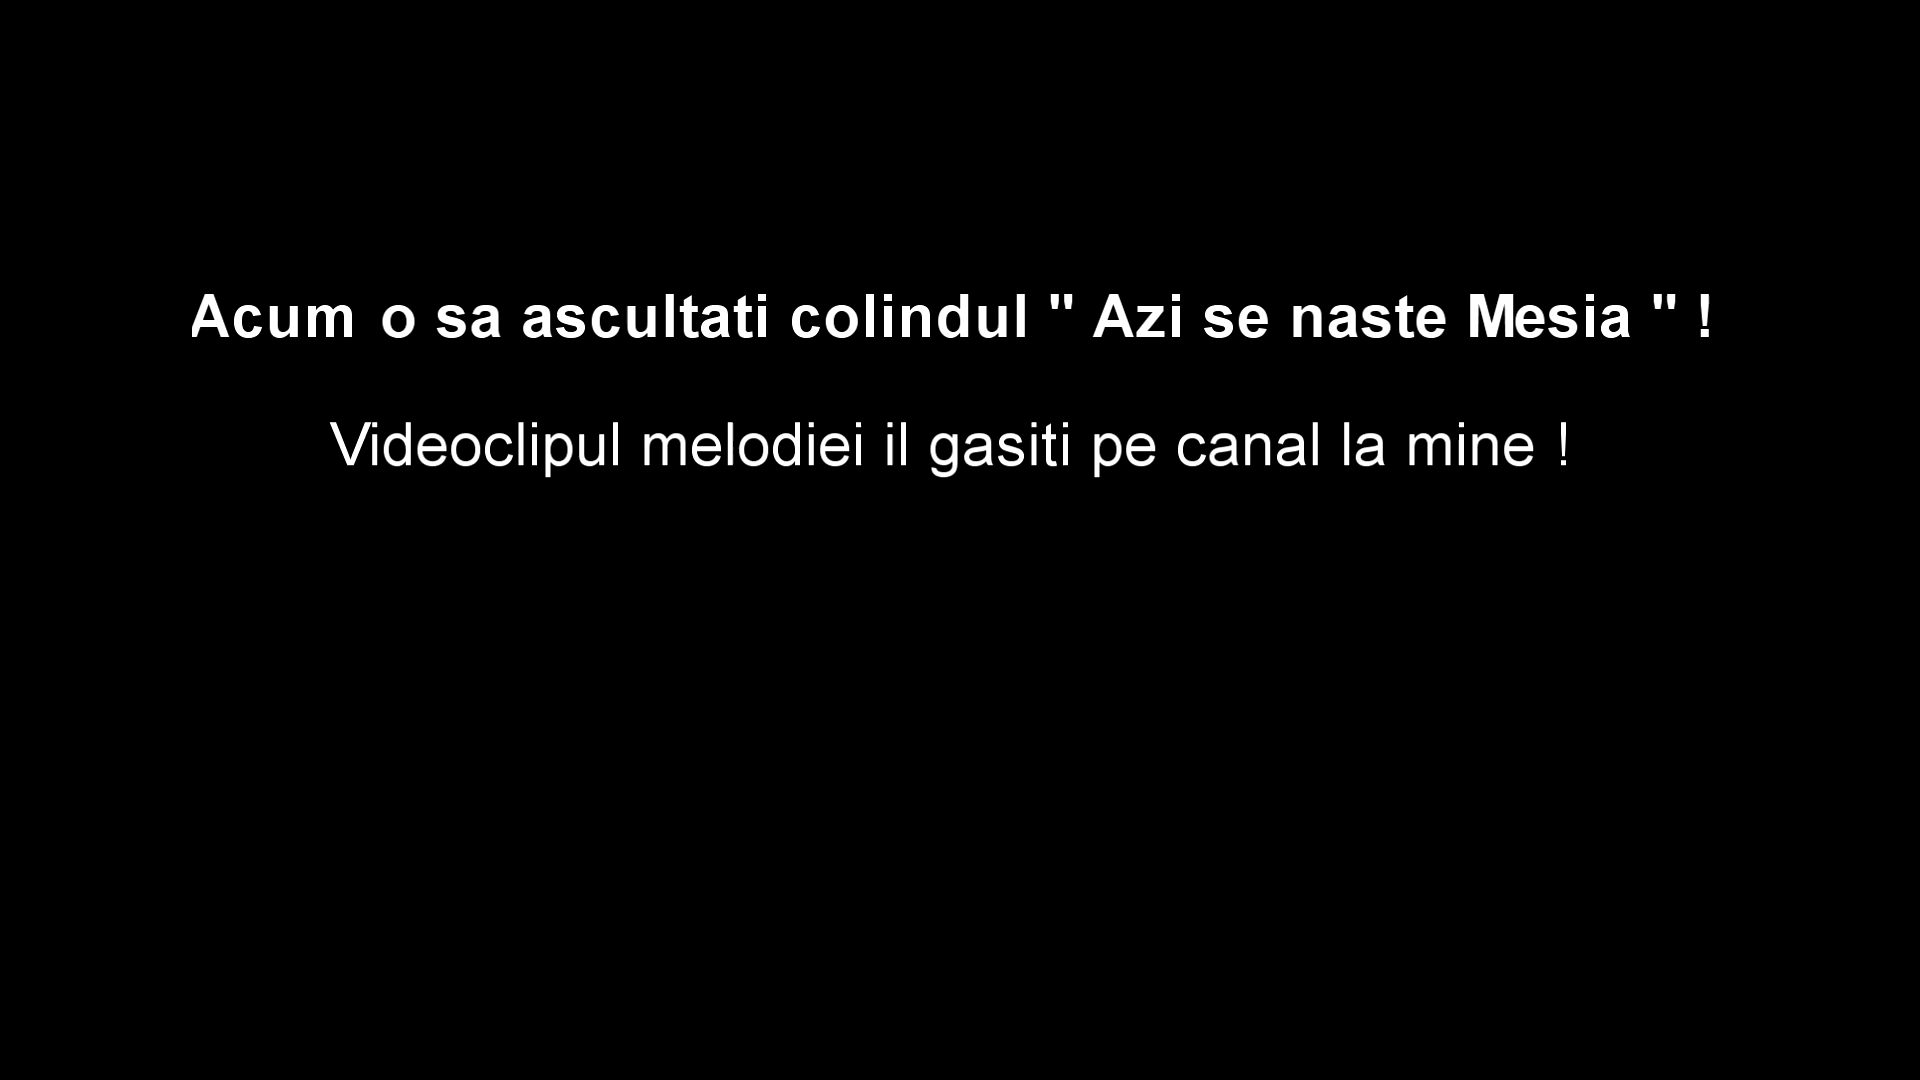 Acum o sa ascultati colindul " Azi se naste Mesia " !
Videoclipul melodiei il gasiti pe canal la mine !